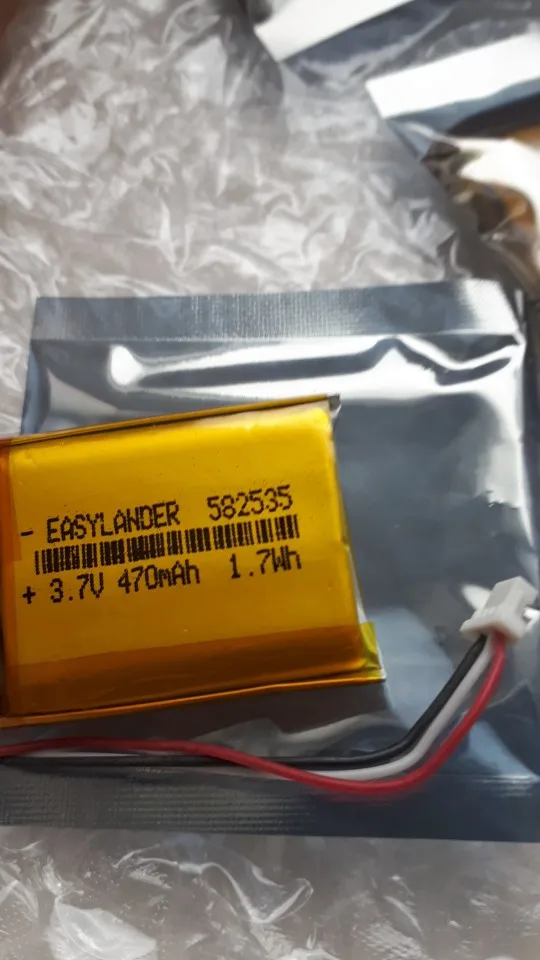 - EASYLANDER 582535
+ 3.7V 470mAh 1.7Wh